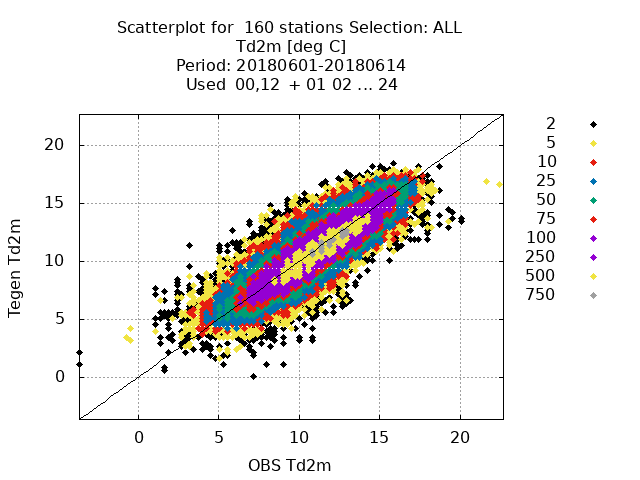 Scatterplot for  160 stations Selection: ALL
Td2m [deg C]
Period: 20180601-20180614
Used  00,12  + 01 02 ... 24
2
5
10
25
50
75
100
250
500
750
20
15
10
5
0
Tegen Td2m
0 5 10 15 20
OBS Td2m